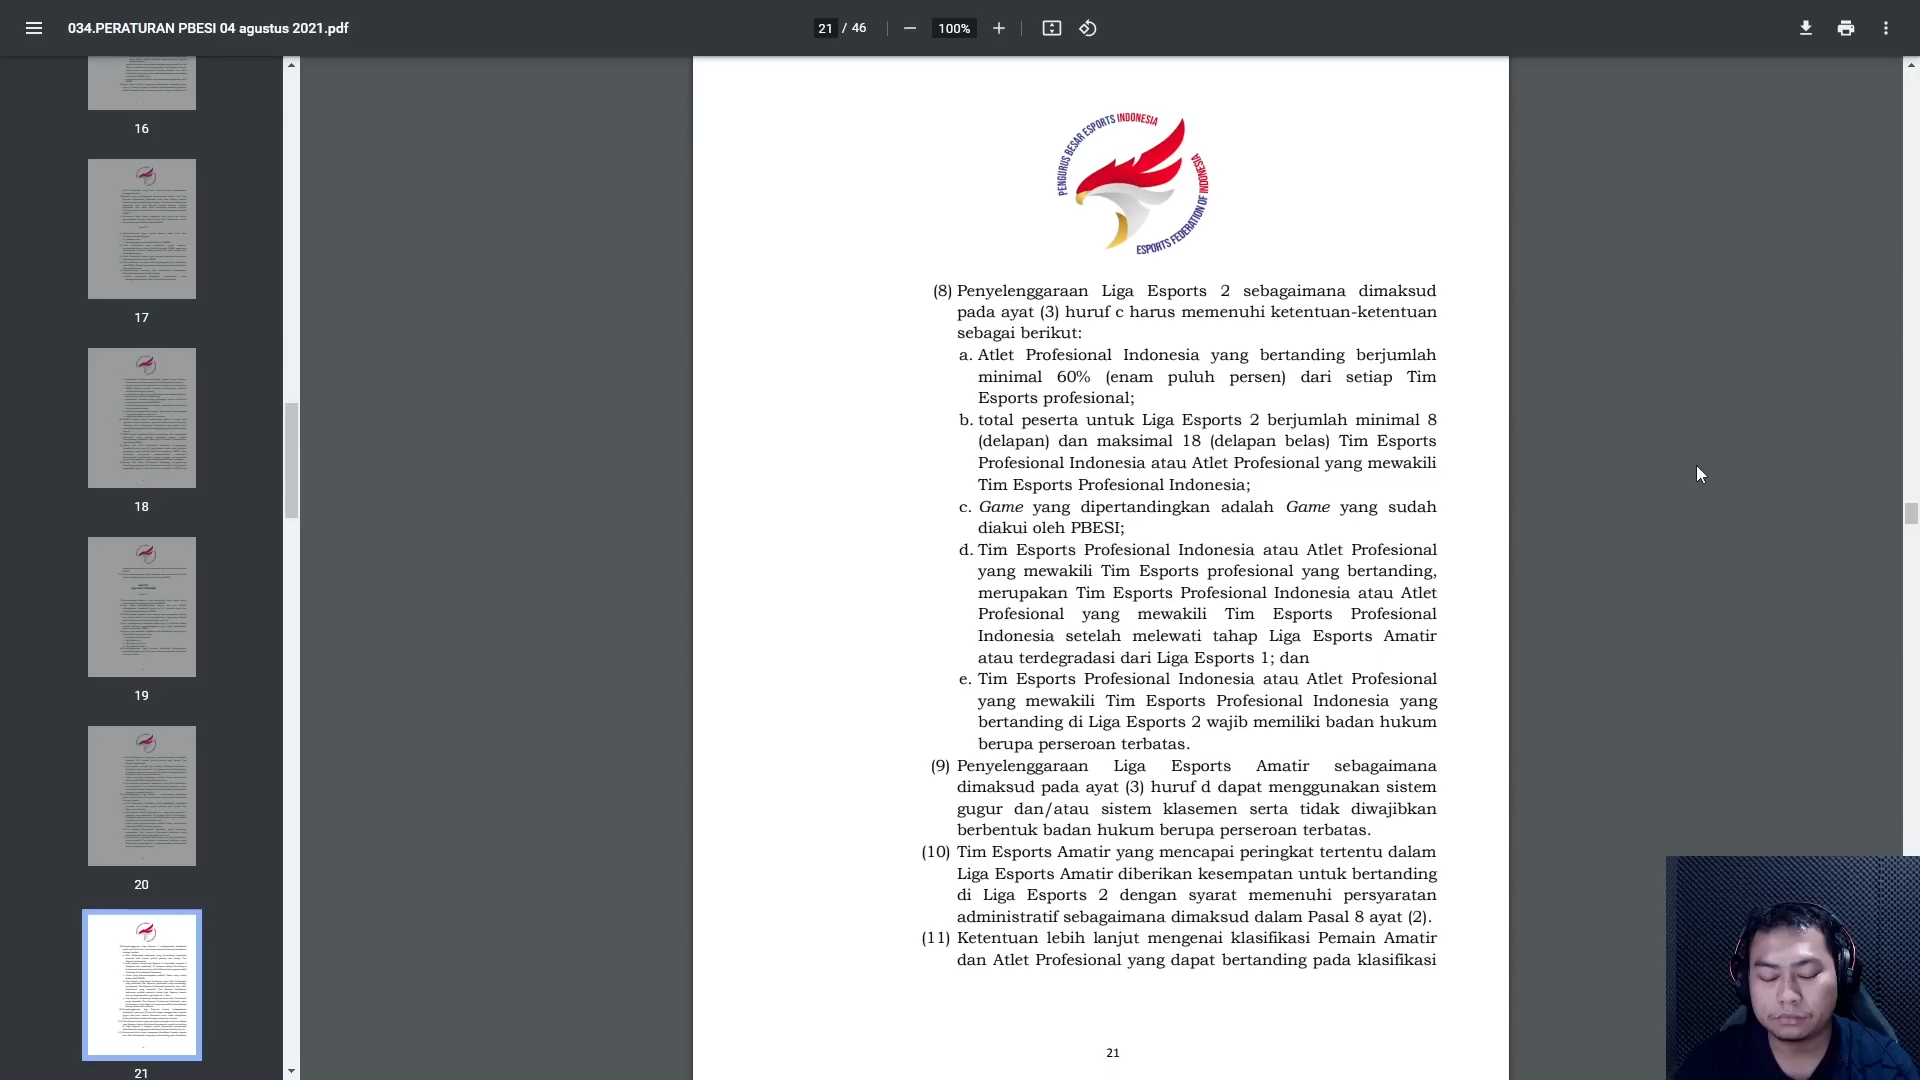 034.PERATURAN PBESI 04 agustus 2021.pdf
21 / 46
100%
16
17
18
19
20
21
PENGURUS BESAR ESPORTS INDONESIA
ESPORTS FEDERATION OF INDONESIA
(8) Penyelenggaraan Liga Esports 2 sebagaimana dimaksud
pada ayat (3) huruf c harus memenuhi ketentuan-ketentuan
sebagai berikut:
a. Atlet Profesional Indonesia yang bertanding berjumlah
minimal 60% (enam puluh persen) dari setiap Tim
Esports profesional;
b. total peserta untuk Liga Esports 2 berjumlah minimal 8
(delapan) dan maksimal 18 (delapan belas) Tim Esports
Profesional Indonesia atau Atlet Profesional yang mewakili
Tim Esports Profesional Indonesia;
c. Game yang dipertandingkan adalah Game yang sudah
diakui oleh PBESI;
d. Tim Esports Profesional Indonesia atau Atlet Profesional
yang mewakili Tim Esports profesional yang bertanding,
merupakan Tim Esports Profesional Indonesia atau Atlet
Profesional yang mewakili Tim Esports Profesional
Indonesia setelah melewati tahap Liga Esports Amatir
atau terdegradasi dari Liga Esports 1; dan
e. Tim Esports Profesional Indonesia atau Atlet Profesional
yang mewakili Tim Esports Profesional Indonesia yang
bertanding di Liga Esports 2 wajib memiliki badan hukum
berupa perseroan terbatas.
(9) Penyelenggaraan Liga Esports Amatir sebagaimana
dimaksud pada ayat (3) huruf d dapat menggunakan sistem
gugur dan/atau sistem klasemen serta tidak diwajibkan
berbentuk badan hukum berupa perseroan terbatas.
(10) Tim Esports Amatir yang mencapai peringkat tertentu dalam
Liga Esports Amatir diberikan kesempatan untuk bertanding
di Liga Esports 2 dengan syarat memenuhi persyaratan
administratif sebagaimana dimaksud dalam Pasal 8 ayat (2).
(11) Ketentuan lebih lanjut mengenai klasifikasi Pemain Amatir
dan Atlet Profesional yang dapat bertanding pada klasifikasi
21